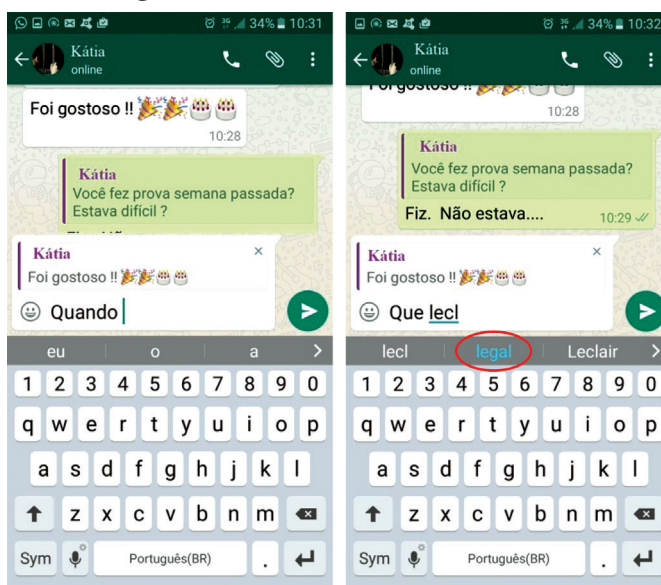 34% 10:31
Kátia
online
Foi gostoso !! 🎉🎉🎂🎂
10:28
Kátia
Você fez prova semana passada?
Estava difícil ?
Kátia ×
Foi gostoso !! 🎉🎉🎂🎂
Quando
eu o a >
1 2 3 4 5 6 7 8 9 0
q w e r t y u i o p
a s d f g h j k l
z x c v b n m
Sym Português(BR) .
34% 10:32
Kátia
online
10:28
Kátia
Você fez prova semana passada?
Estava difícil ?
Fiz. Não estava.... 10:29
Kátia ×
Foi gostoso !! 🎉🎉🎂🎂
Que lecl
lecl legal Leclair >
1 2 3 4 5 6 7 8 9 0
q w e r t y u i o p
a s d f g h j k l
z x c v b n m
Sym Português(BR) .